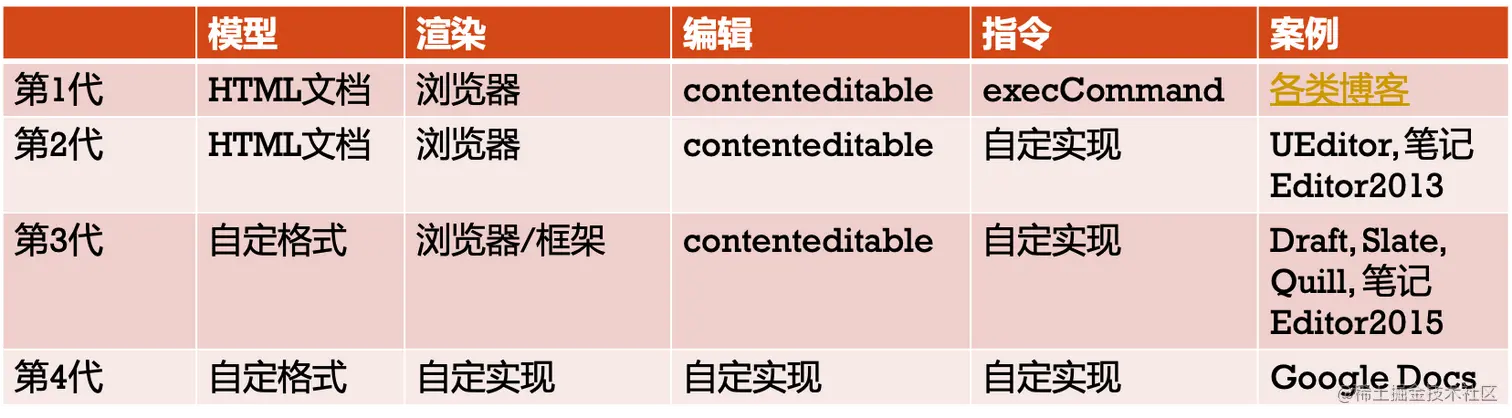 模型 渲染 编辑 指令 案例
第1代 HTML文档 浏览器 contenteditable execCommand 各类博客
第2代 HTML文档 浏览器 contenteditable 自定实现 UEditor, 笔记
Editor2013
第3代 自定格式 浏览器/框架 contenteditable 自定实现 Draft, Slate,
Quill, 笔记
Editor2015
第4代 自定格式 自定实现 自定实现 自定实现 Google Docs
@稀土掘金技术社区